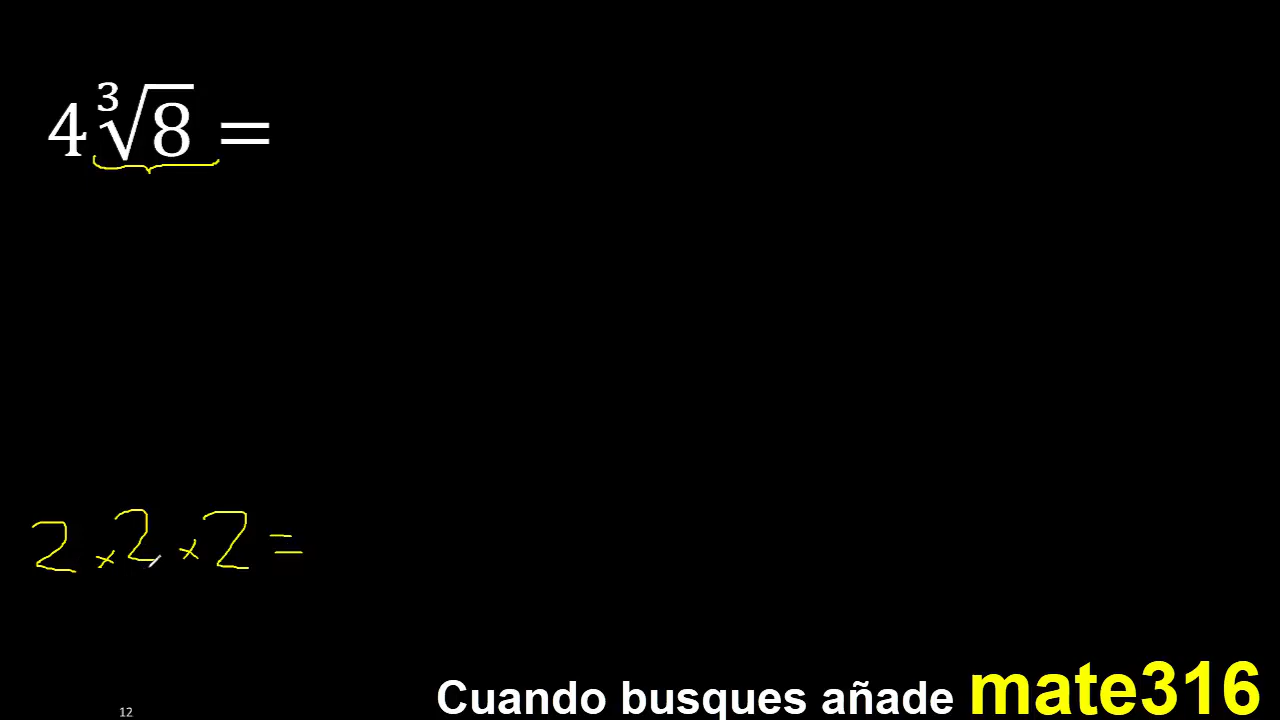 4∛8 =
2 × 2 × 2 =
Cuando busques añade mate316
12